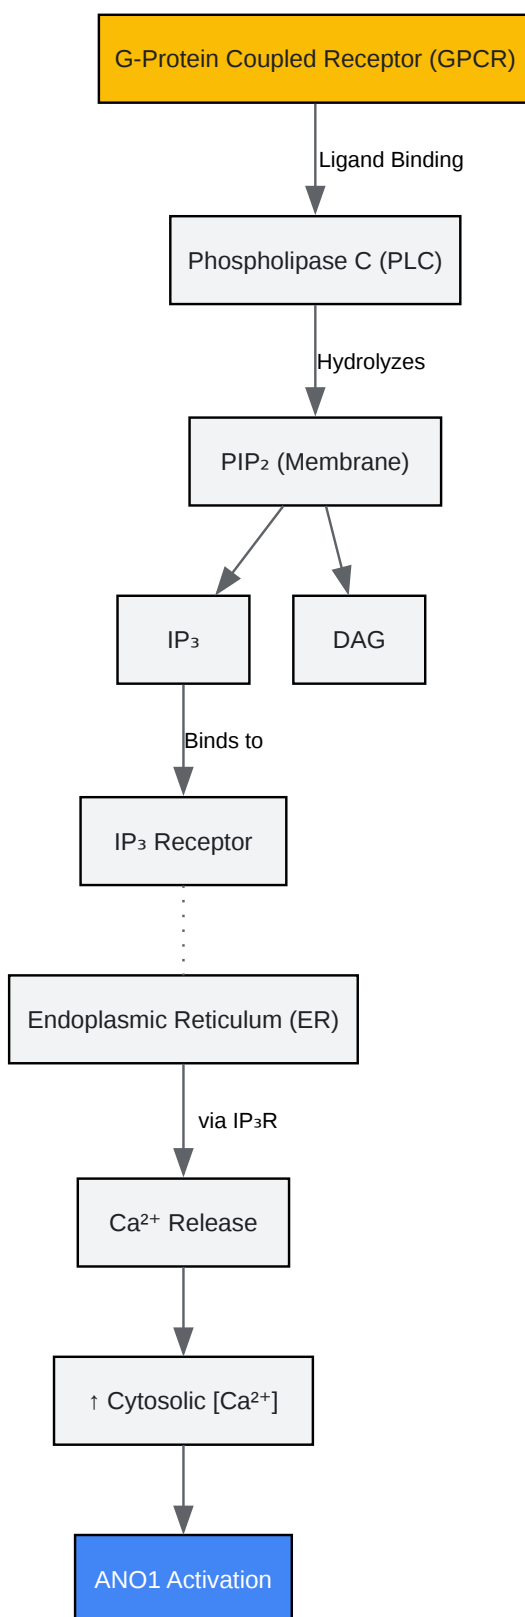 G-Protein Coupled Receptor (GPCR)
Ligand Binding
Phospholipase C (PLC)
Hydrolyzes
PIP₂ (Membrane)
IP₃
DAG
Binds to
IP₃ Receptor
Endoplasmic Reticulum (ER)
via IP₃R
Ca²⁺ Release
↑ Cytosolic [Ca²⁺]
ANO1 Activation